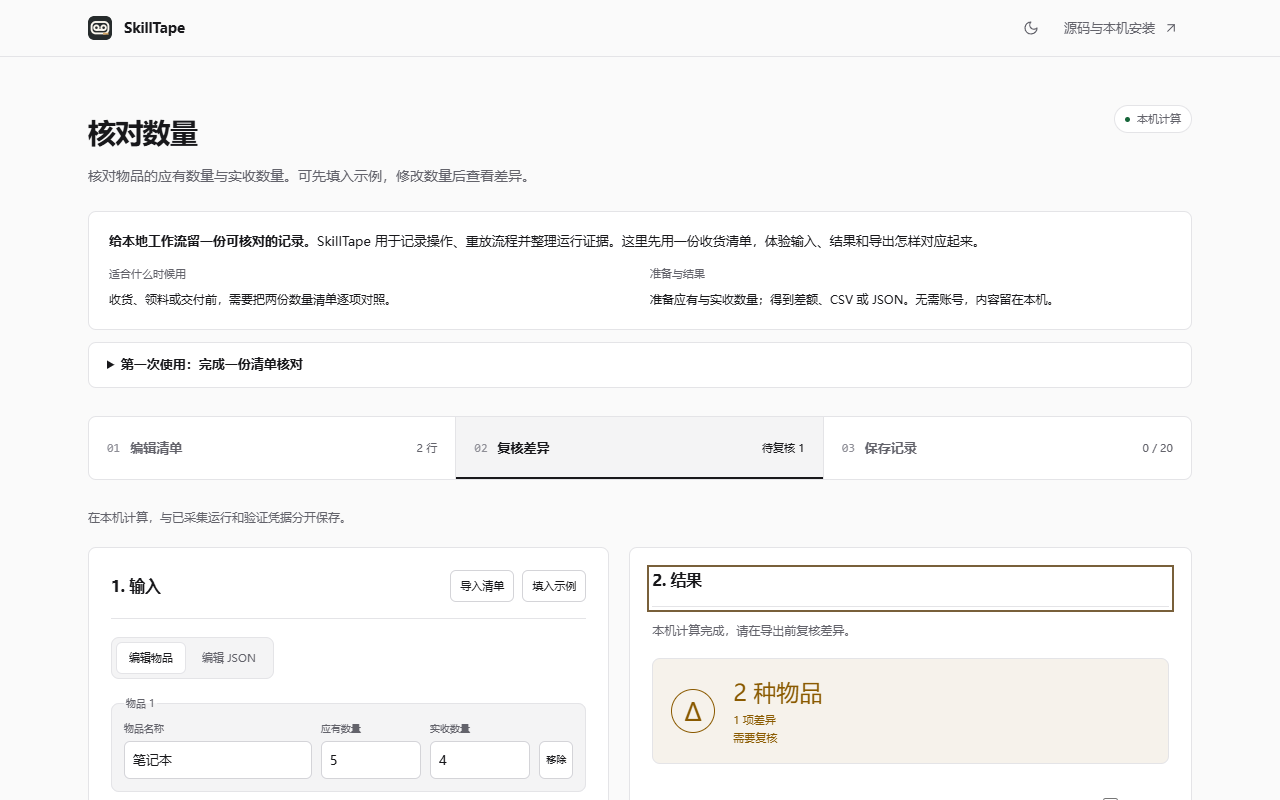 SkillTape
源码与本机安装
核对数量
本机计算
核对物品的应有数量与实收数量。可先填入示例，修改数量后查看差异。
给本地工作流留一份可核对的记录。SkillTape 用于记录操作、重放流程并整理运行证据。这里先用一份收货清单，体验输入、结果和导出怎样对应起来。
适合什么时候用
收货、领料或交付前，需要把两份数量清单逐项对照。
准备与结果
准备应有与实收数量；得到差额、CSV 或 JSON。无需账号，内容留在本机。
第一次使用：完成一份清单核对
01 编辑清单 2 行
02 复核差异 待复核 1
03 保存记录 0 / 20
在本机计算，与已采集运行和验证凭据分开保存。
1. 输入
导入清单
填入示例
编辑物品
编辑 JSON
物品 1
物品名称
应有数量
实收数量
笔记本
5
4
移除
2. 结果
本机计算完成，请在导出前复核差异。
Δ
2 种物品
1 项差异
需要复核